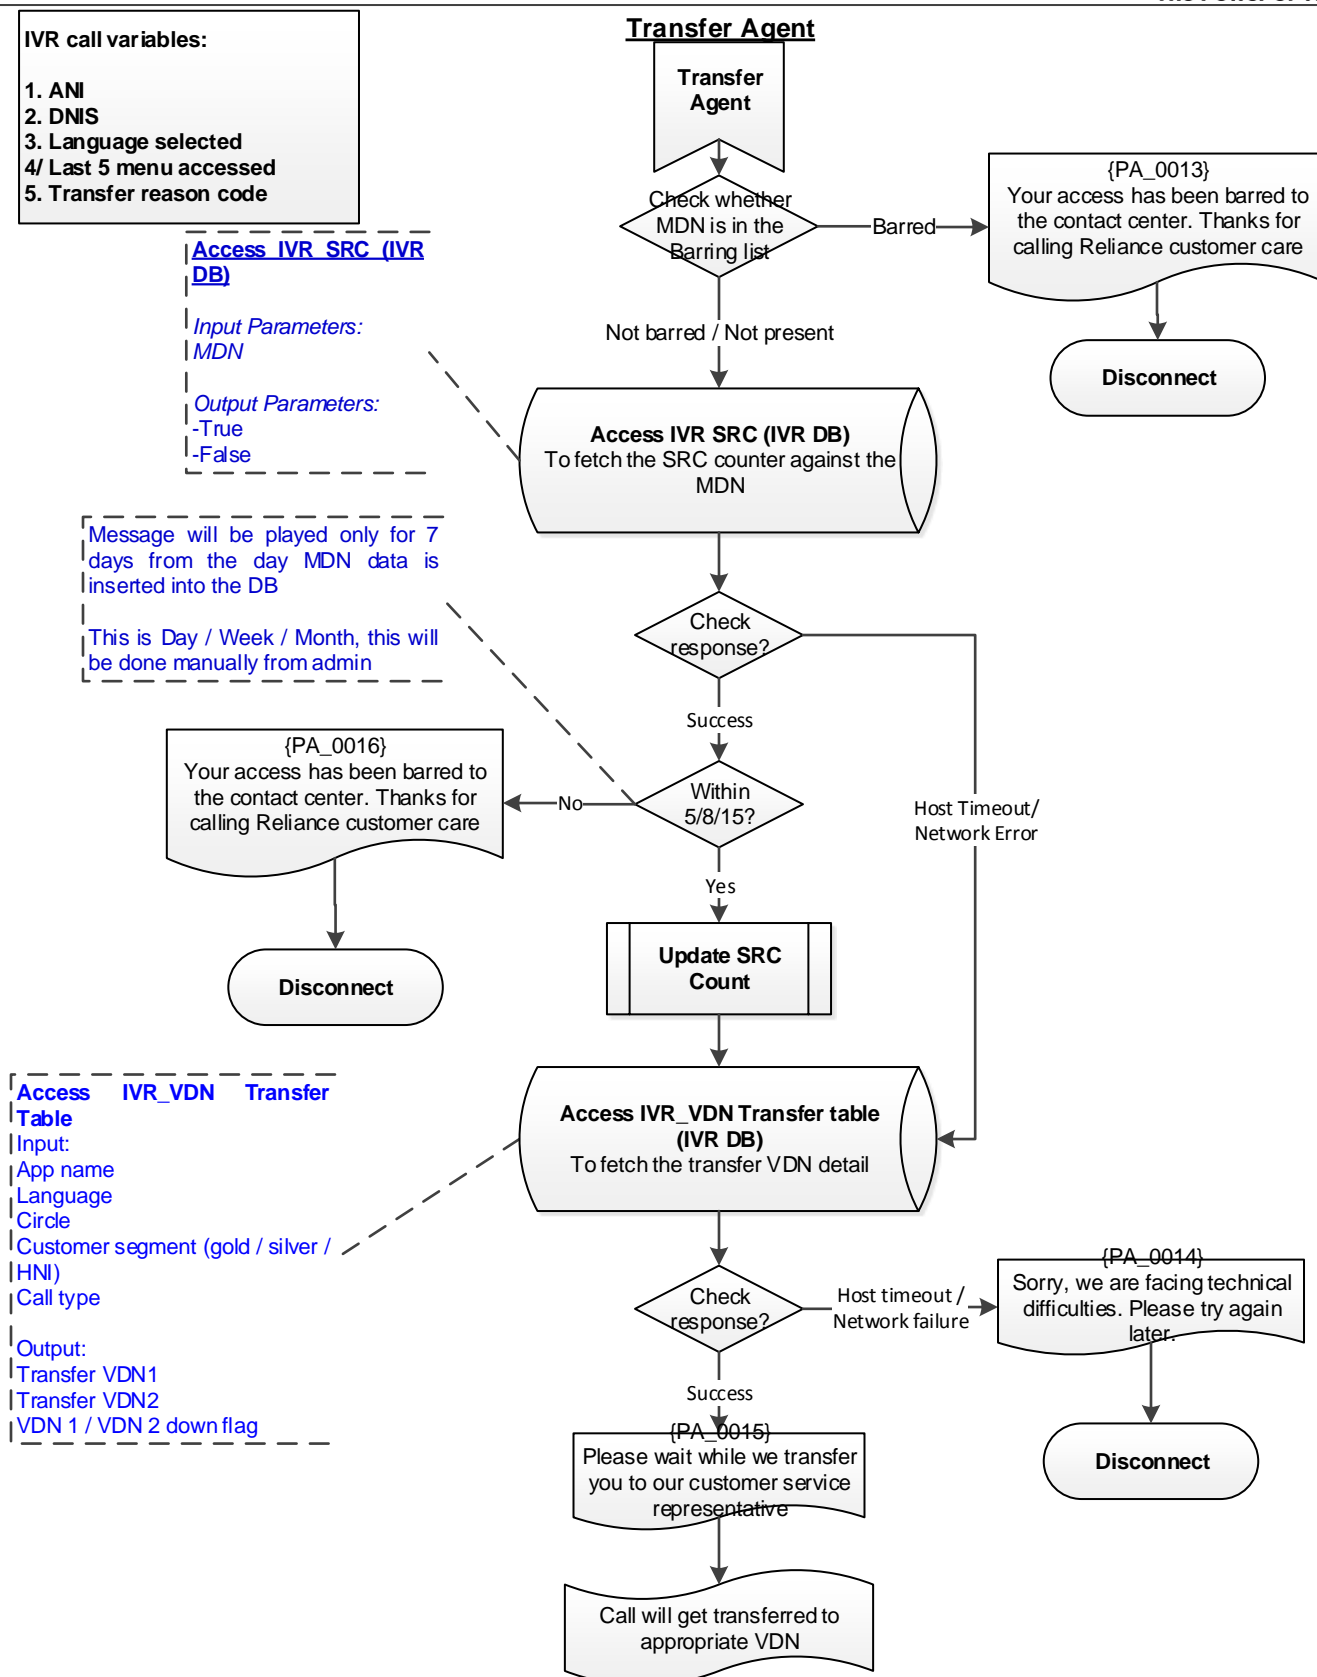 Transfer Agent
IVR call variables:
1. ANI
2. DNIS
3. Language selected
4/ Last 5 menu accessed
5. Transfer reason code
Transfer
Agent
Check whether
MDN is in the
Barring list
Barred
{PA_0013}
Your access has been barred to
the contact center. Thanks for
calling Reliance customer care
Disconnect
Not barred / Not present
Access IVR SRC (IVR
DB)
Input Parameters:
MDN
Output Parameters:
-True
-False
Access IVR SRC (IVR DB)
To fetch the SRC counter against the
MDN
Message will be played only for 7
days from the day MDN data is
inserted into the DB
This is Day / Week / Month, this will
be done manually from admin
Check
response?
Success
Host Timeout/
Network Error
{PA_0016}
Your access has been barred to
the contact center. Thanks for
calling Reliance customer care
No
Within
5/8/15?
Yes
Disconnect
Update SRC
Count
Access IVR_VDN Transfer
Table
Input:
App name
Language
Circle
Customer segment (gold / silver /
HNI)
Call type
Output:
Transfer VDN1
Transfer VDN2
VDN 1 / VDN 2 down flag
Access IVR_VDN Transfer table
(IVR DB)
To fetch the transfer VDN detail
Check
response?
Host timeout /
Network failure
{PA_0014}
Sorry, we are facing technical
difficulties. Please try again
later.
Disconnect
Success
{PA_0015}
Please wait while we transfer
you to our customer service
representative
Call will get transferred to
appropriate VDN